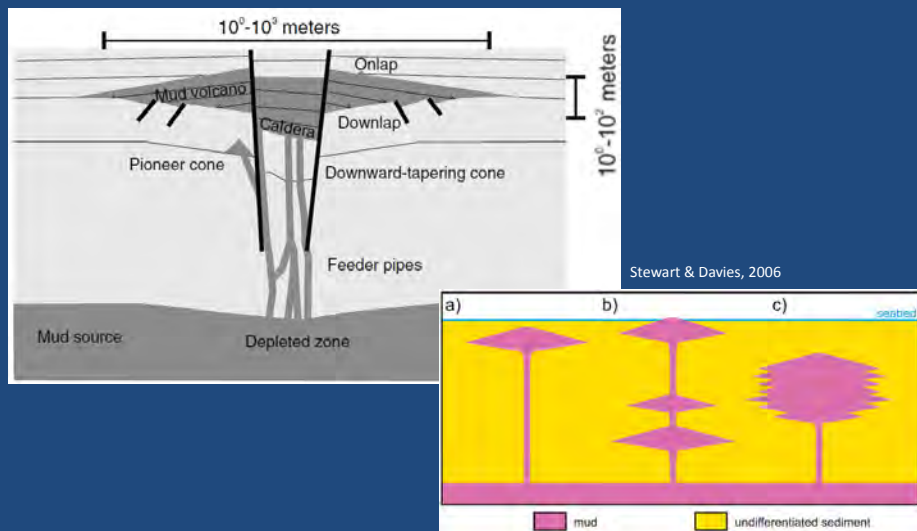 10⁰-10³ meters
Onlap
Mud volcano
10⁰-10² meters
Caldera
Downlap
Pioneer cone
Downward-tapering cone
Feeder pipes
Mud source
Depleted zone
Stewart & Davies, 2006
a)
b)
c)
seabed
mud
undifferentiated sediment